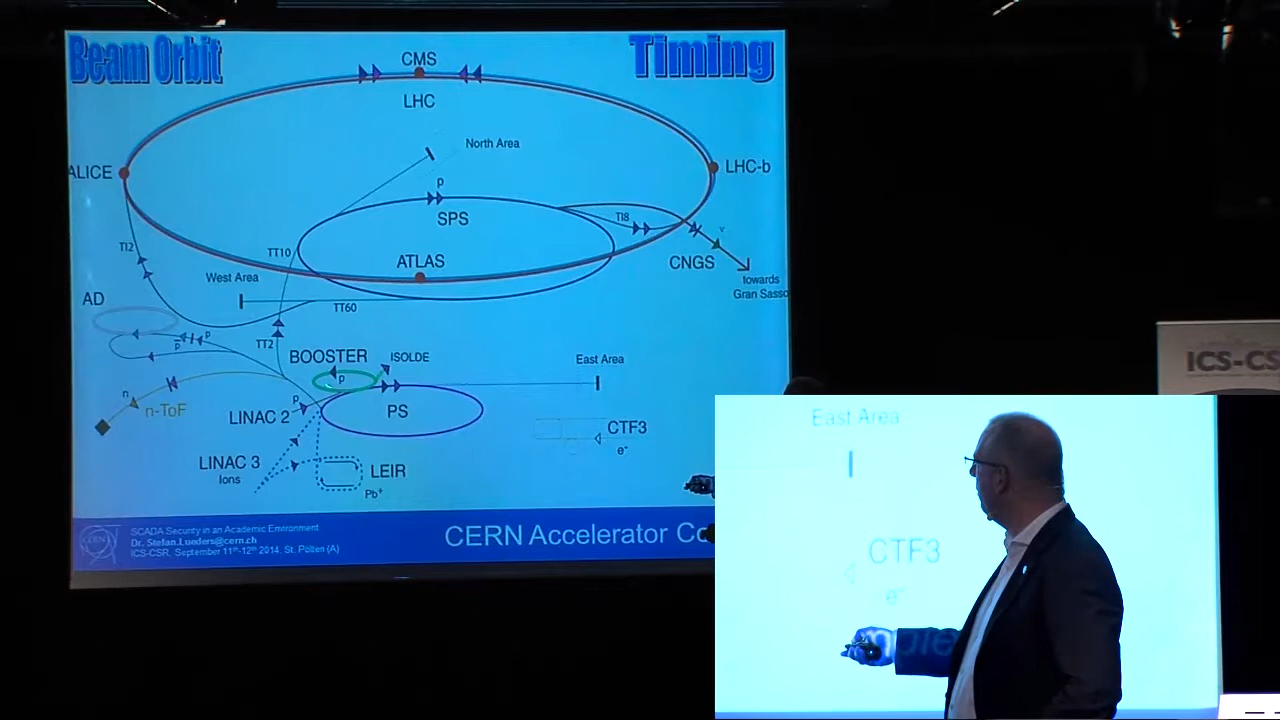 Beam Orbit
Timing
CMS
LHC
North Area
ALICE
LHC-b
p
SPS
TI8
TI2
TT10
ATLAS
CNGS
ν
West Area
towards
Gran Sasso
AD
TT60
p
p
TT2
BOOSTER
ISOLDE
East Area
p
n
n-ToF
p
LINAC 2
PS
CTF3
e-
LINAC 3
Ions
LEIR
Pb+
SCADA Security in an Academic Environment
Dr. Stefan.Lueders@cern.ch
ICS-CSR, September 11th-12th 2014, St. Pölten (A)
CERN
CERN Accelerator Co
ICS-CS
East Area
CTF3
e-